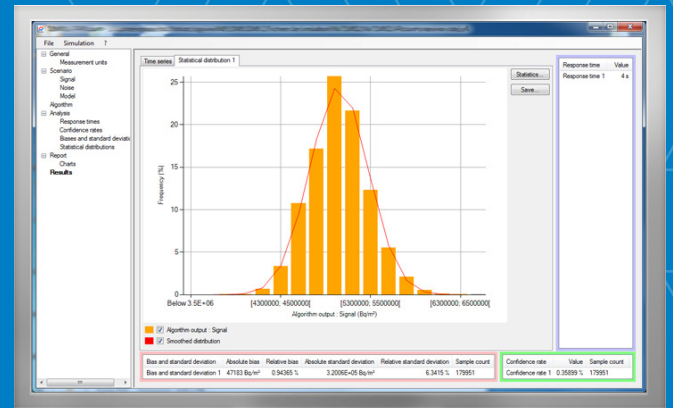 File Simulation ?
General
Measurement units
Scenario
Signal
Noise
Model
Algorithm
Analysis
Response times
Confidence rates
Biases and standard deviati
Statistical distributions
Report
Charts
Results
Time series Statistical distribution 1
Statistics...
Save...
Response time Value
Response time 1 4 s
Frequency [%]
25
20
15
10
5
0
Below 3.5E+06 [4300000; 4500000[ [5300000; 5500000[ [6300000; 6500000[
Algorithm output : Signal (Bq/m³)
Algorithm output : Signal
Smoothed distribution
Bias and standard deviation Absolute bias Relative bias Absolute standard deviation Relative standard deviation Sample count
Bias and standard deviation 1 47183 Bq/m³ 0.94365 % 3.2006E+05 Bq/m³ 6.3415 % 179951
Confidence rate Value Sample count
Confidence rate 1 0.35899 % 179951